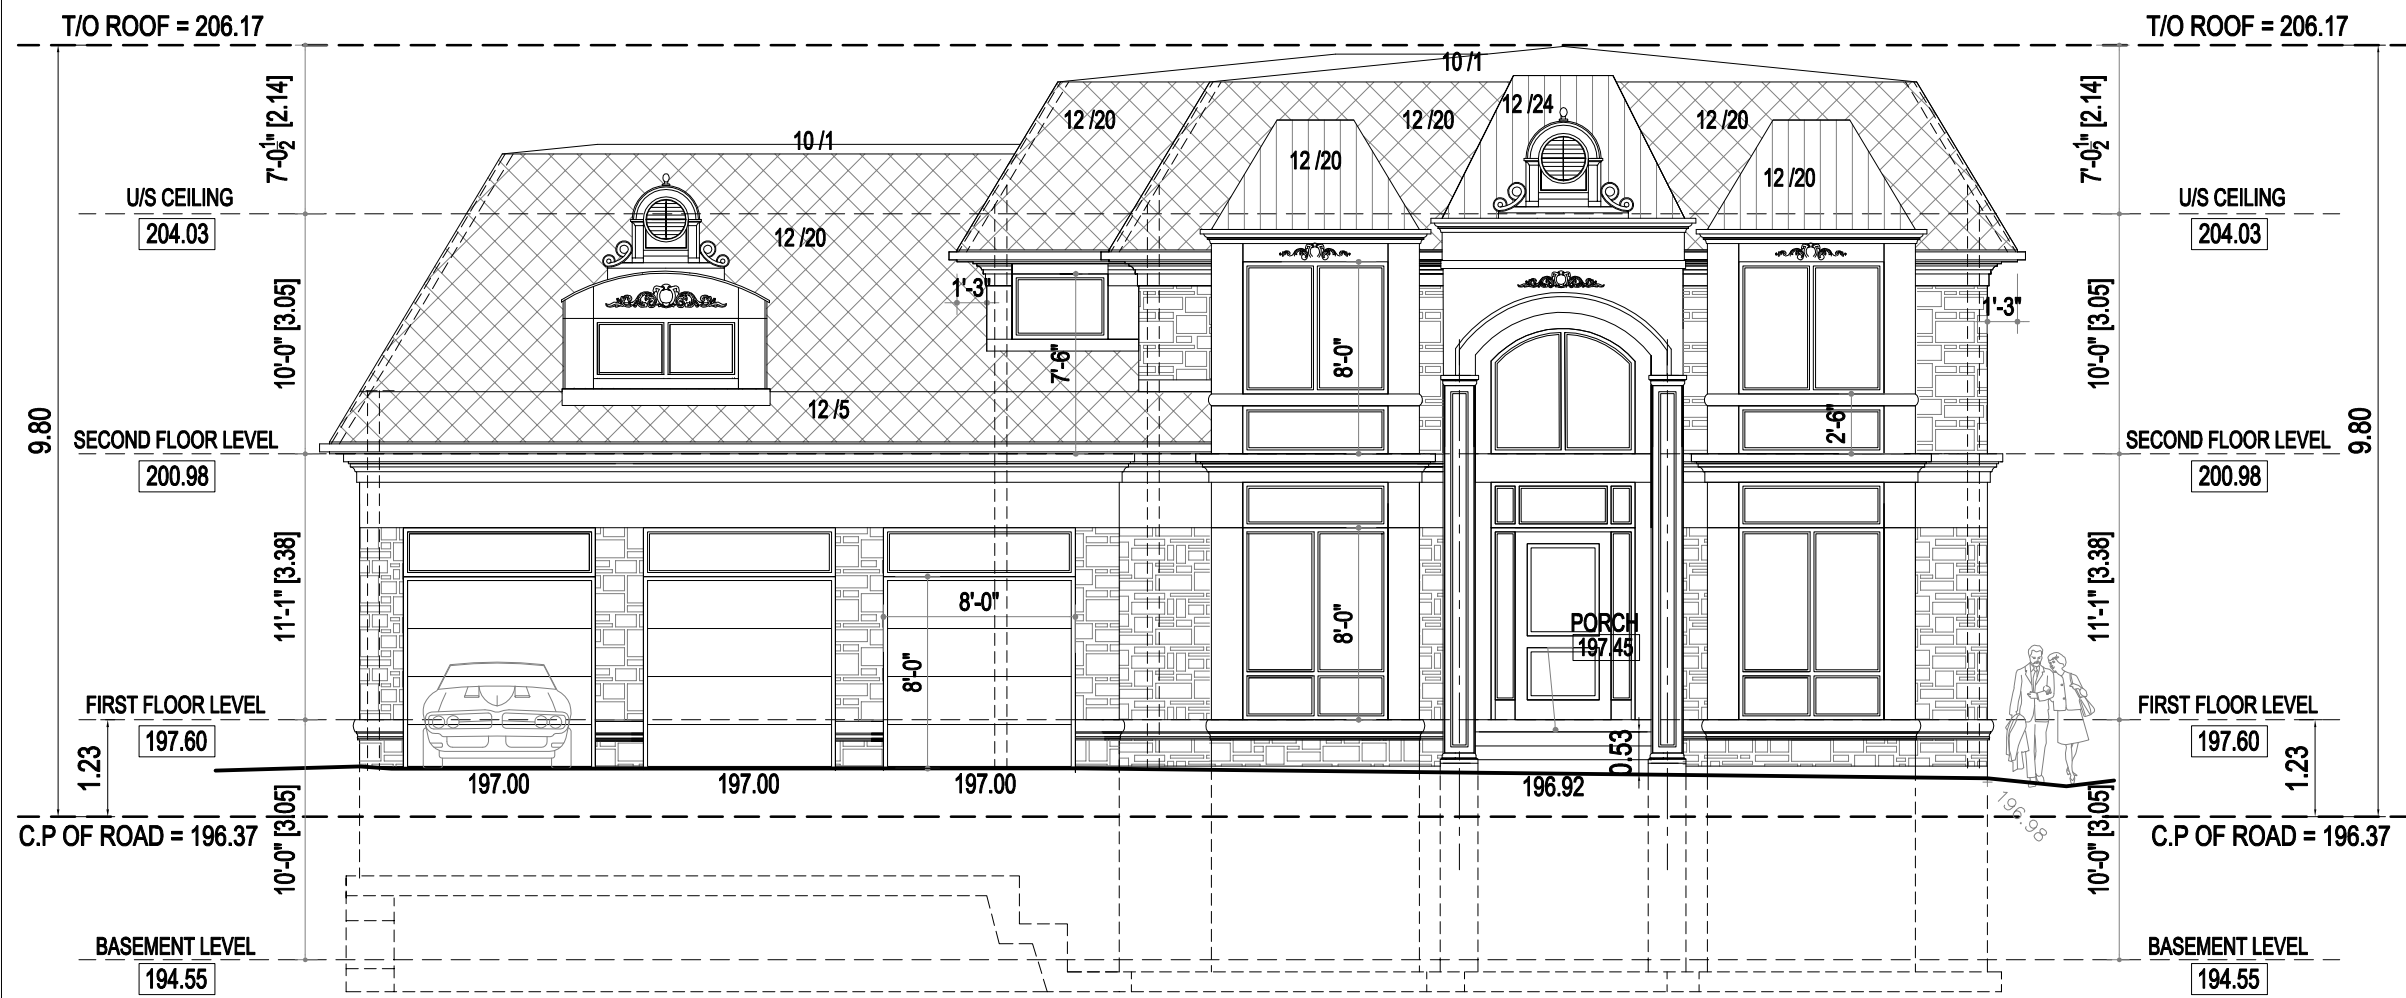 T/O ROOF = 206.17
T/O ROOF = 206.17
10 /1
12 /24
12 /20
12 /20
12 /20
7'-0 1/2" [2.14]
7'-0 1/2" [2.14]
10 /1
12 /20
12 /20
U/S CEILING
204.03
U/S CEILING
204.03
12 /20
1'-3"
1'-3"
10'-0" [3.05]
10'-0" [3.05]
7'-6"
8'-0"
12 /5
2'-6"
9.80
9.80
SECOND FLOOR LEVEL
200.98
SECOND FLOOR LEVEL
200.98
11'-1" [3.38]
11'-1" [3.38]
8'-0"
8'-0"
8'-0"
PORCH
197.45
FIRST FLOOR LEVEL
197.60
FIRST FLOOR LEVEL
197.60
1.23
0.53
1.23
197.00
197.00
197.00
196.92
196.98
C.P OF ROAD = 196.37
C.P OF ROAD = 196.37
10'-0" [3.05]
10'-0" [3.05]
BASEMENT LEVEL
194.55
BASEMENT LEVEL
194.55